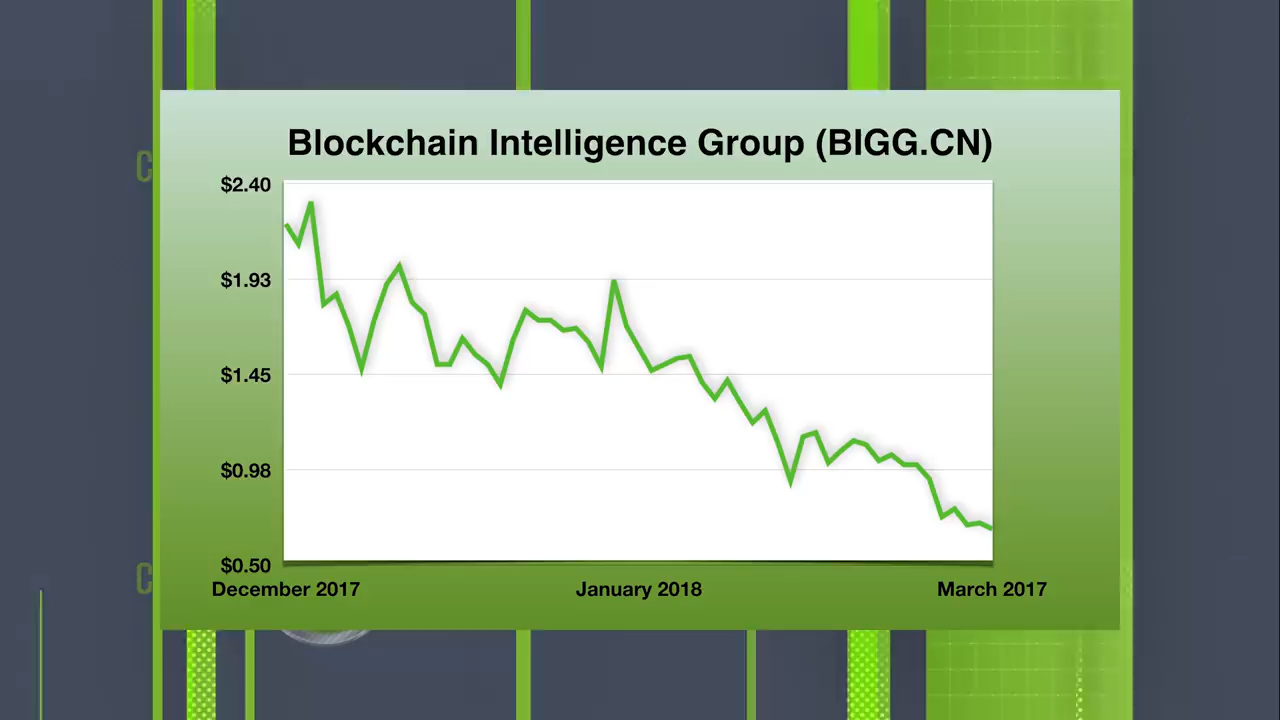 Blockchain Intelligence Group (BIGG.CN)
$2.40
$1.93
$1.45
$0.98
$0.50
December 2017 January 2018 March 2017
C
C